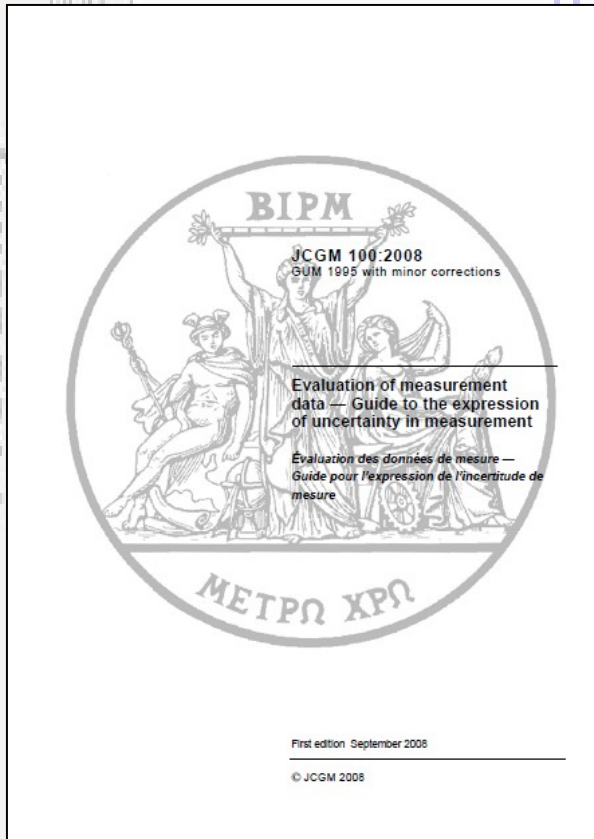 BIPM
JCGM 100:2008
GUM 1995 with minor corrections
Evaluation of measurement
data — Guide to the expression
of uncertainty in measurement
Évaluation des données de mesure —
Guide pour l'expression de l'incertitude de
mesure
ΜΕΤΡΩ ΧΡΩ
First edition September 2008
© JCGM 2008